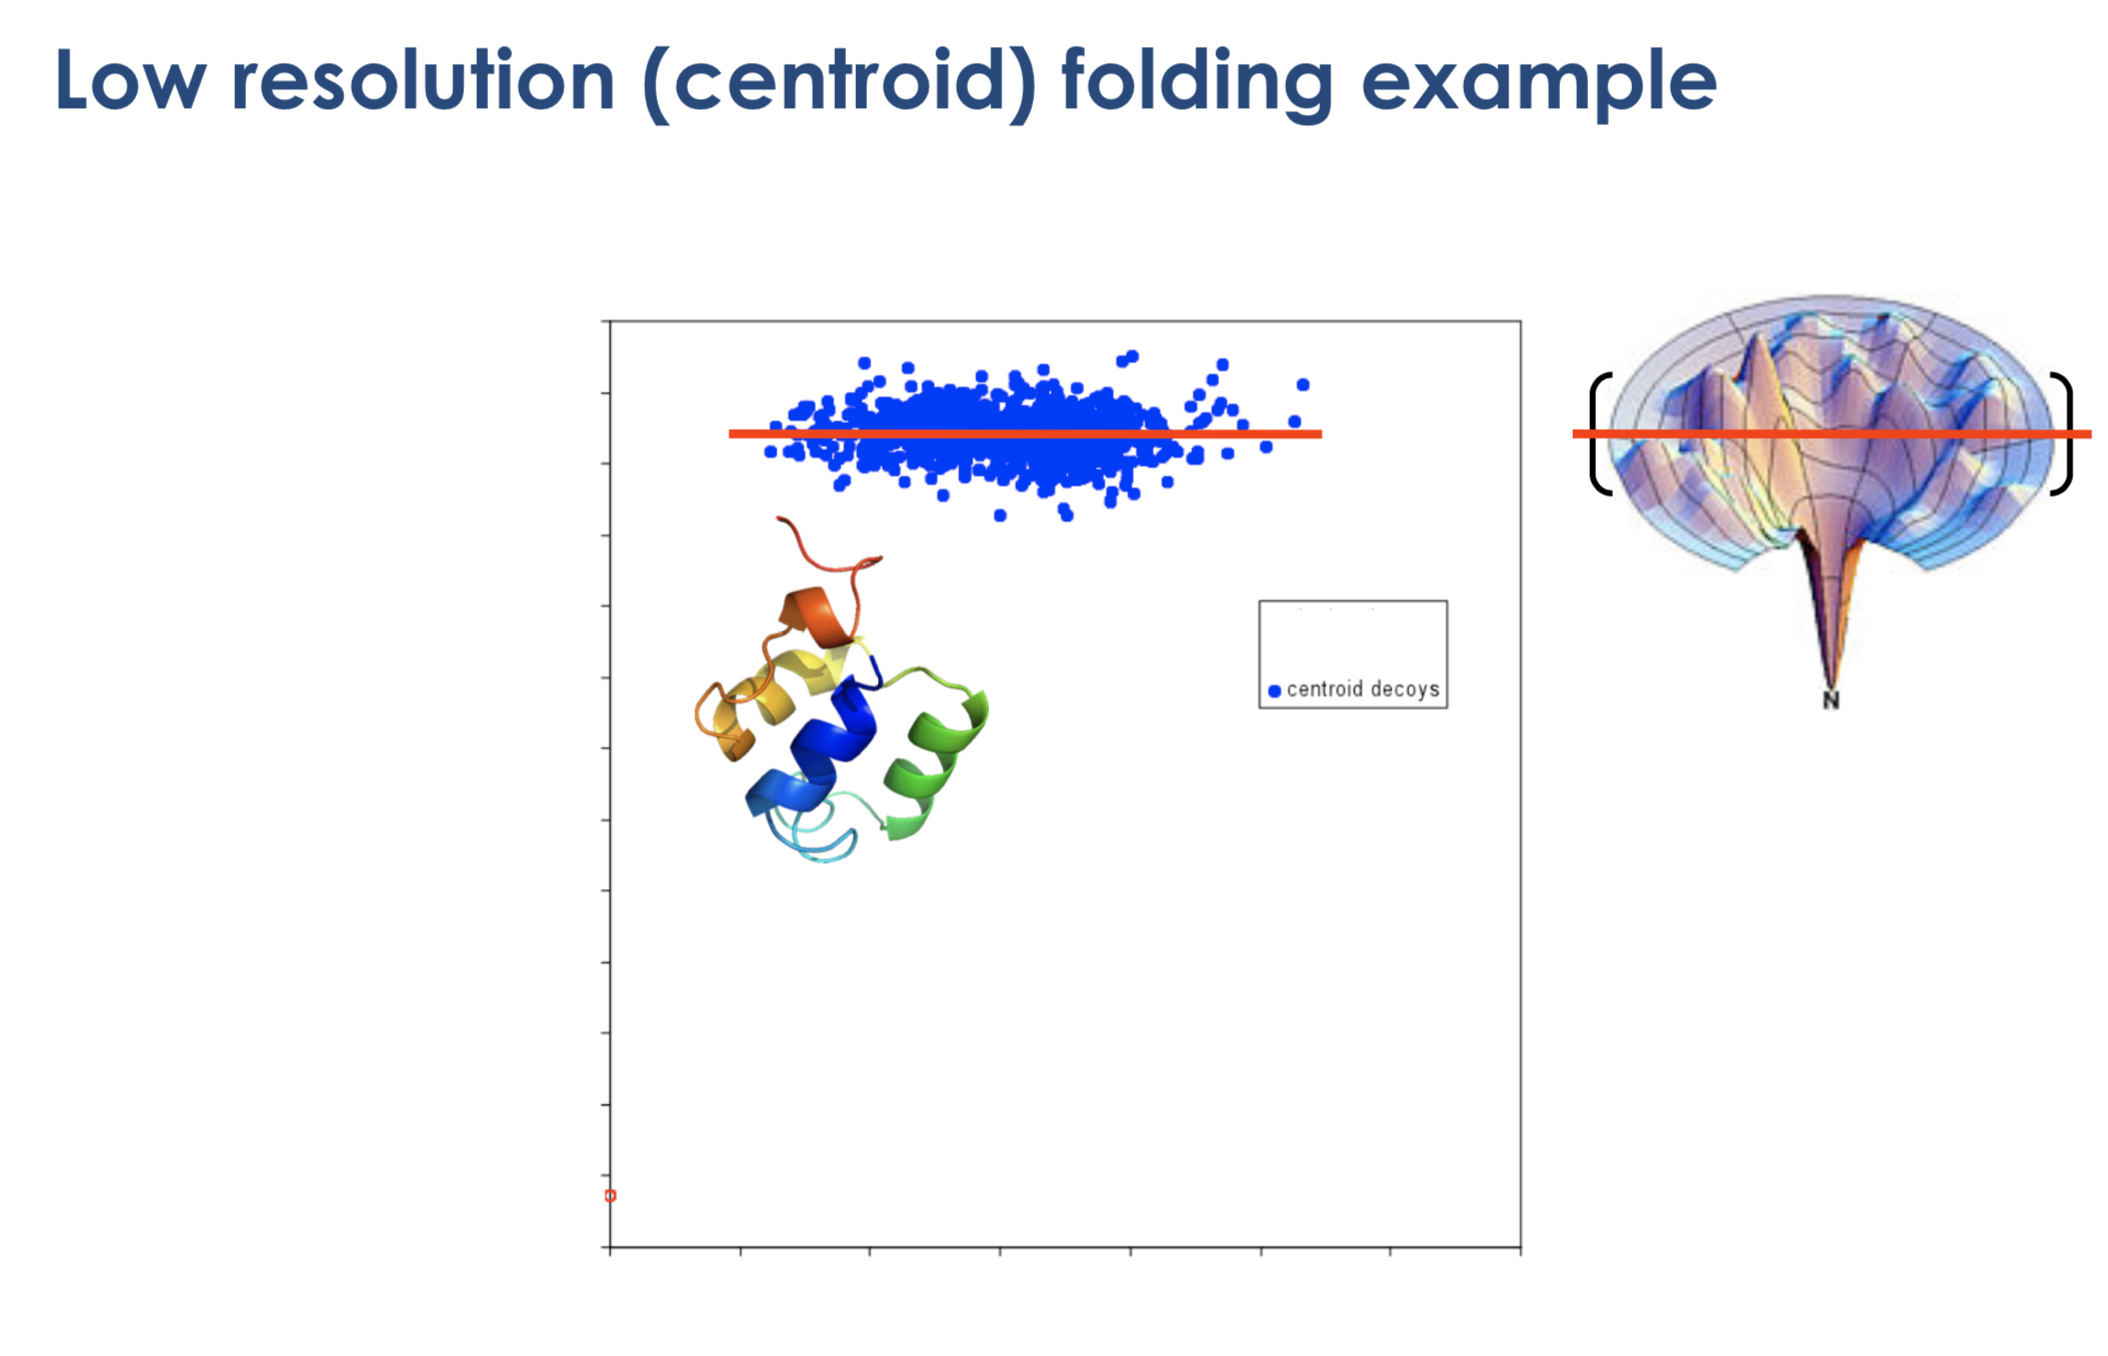 Low resolution (centroid) folding example
centroid decoys
N